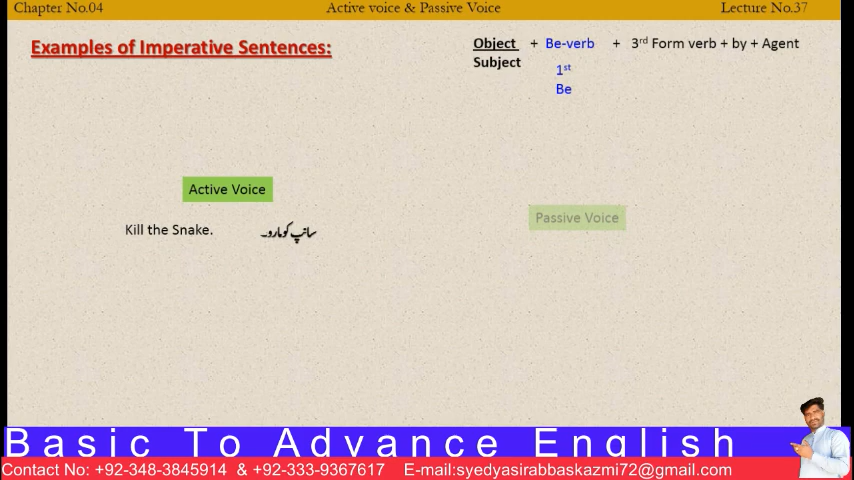 Chapter No.04 Active voice & Passive Voice Lecture No.37
Examples of Imperative Sentences:
Object + Be-verb + 3rd Form verb + by + Agent
Subject 1st
Be
Active Voice
Passive Voice
Kill the Snake. سانپ کو مارو۔
Basic To Advance English
Contact No: +92-348-3845914 & +92-333-9367617 E-mail:syedyasirabbaskazmi72@gmail.com